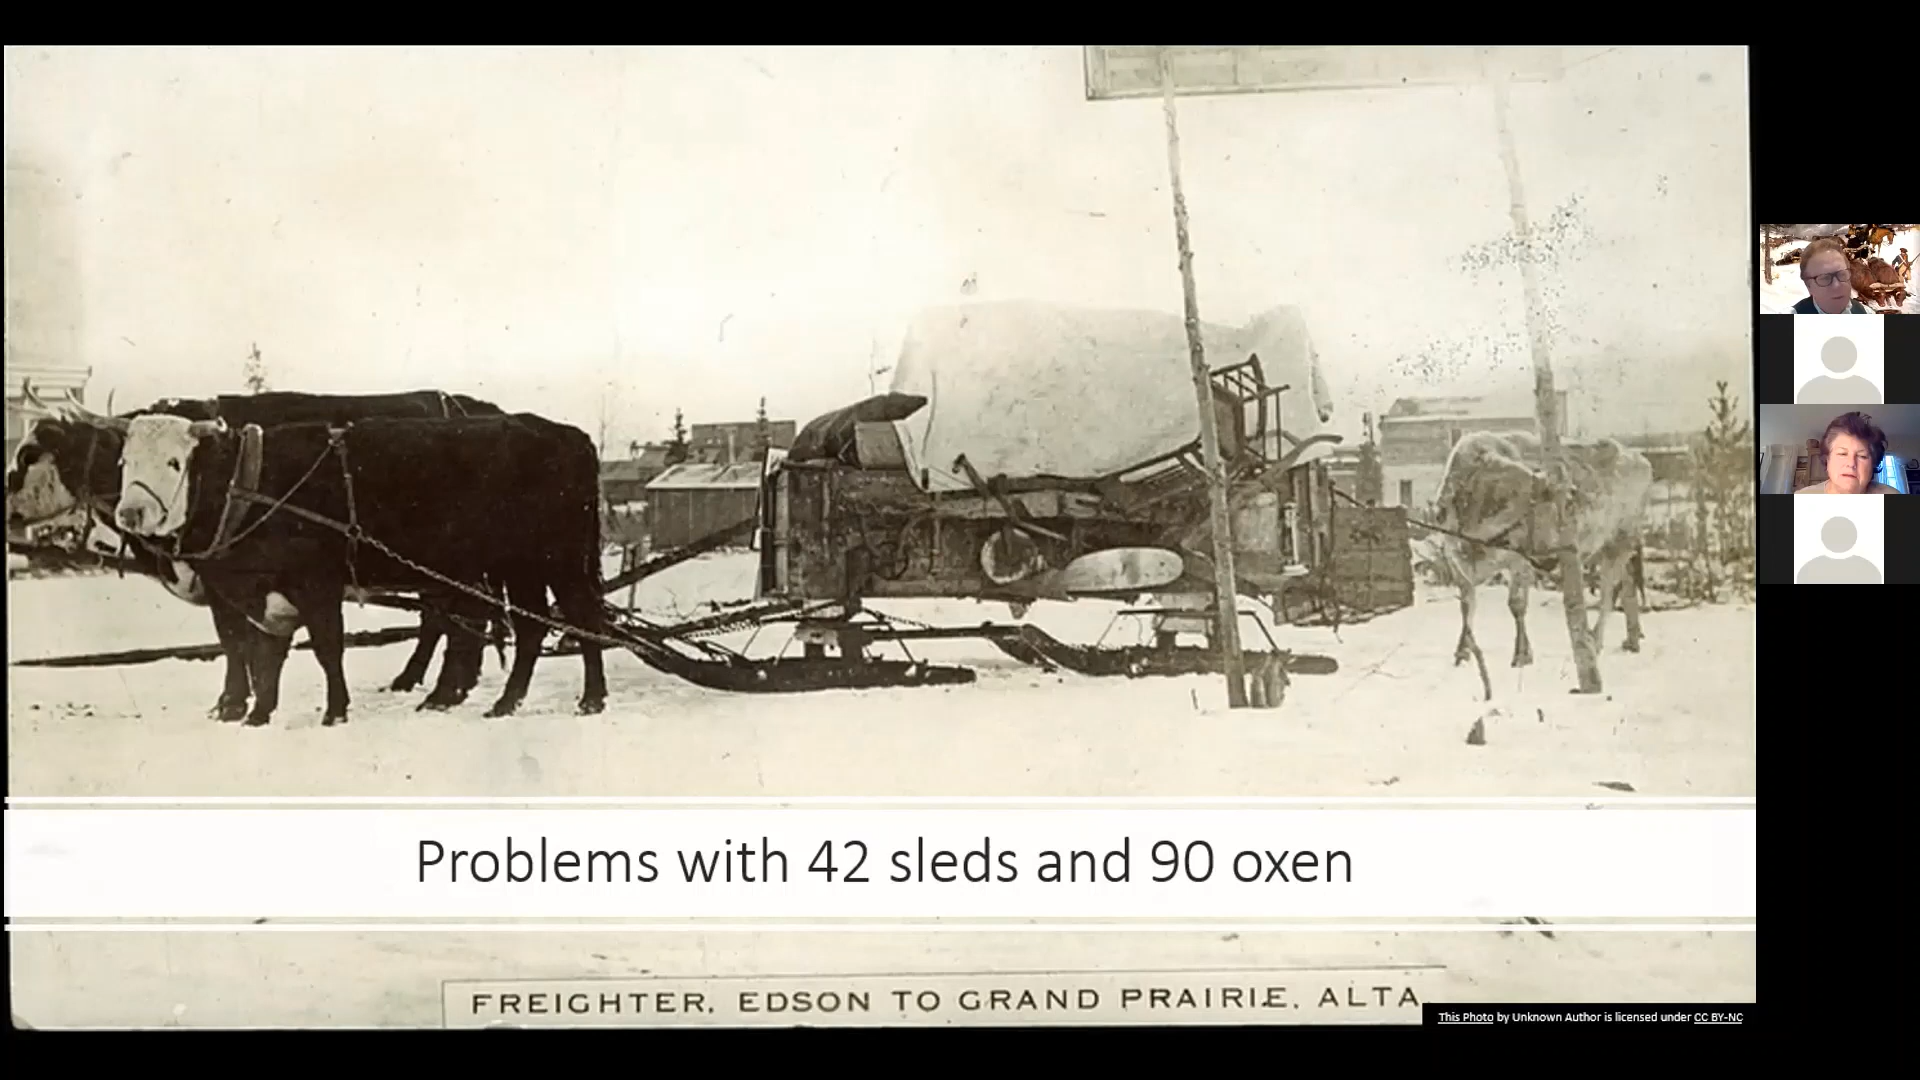 Problems with 42 sleds and 90 oxen
FREIGHTER, EDSON TO GRAND PRAIRIE, ALTA.
This Photo by Unknown Author is licensed under CC BY-NC